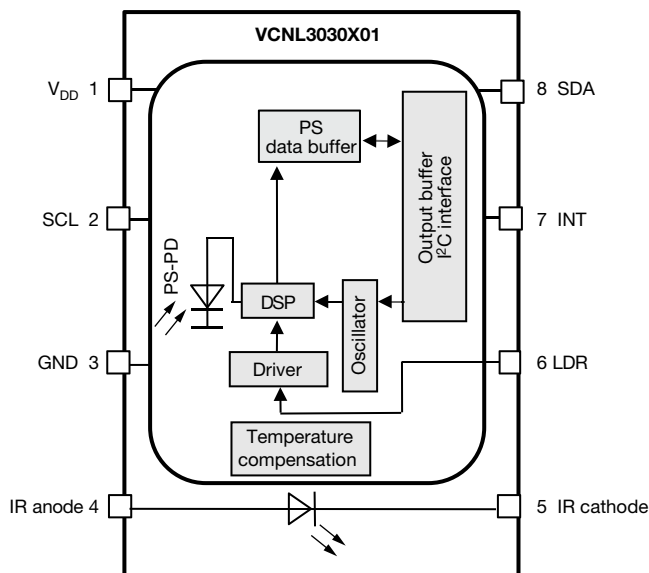 VCNL3030X01
VDD 1
8 SDA
PS
data buffer
Output buffer
I²C interface
SCL 2
7 INT
PS-PD
DSP
Oscillator
GND 3
Driver
6 LDR
Temperature
compensation
IR anode 4
5 IR cathode